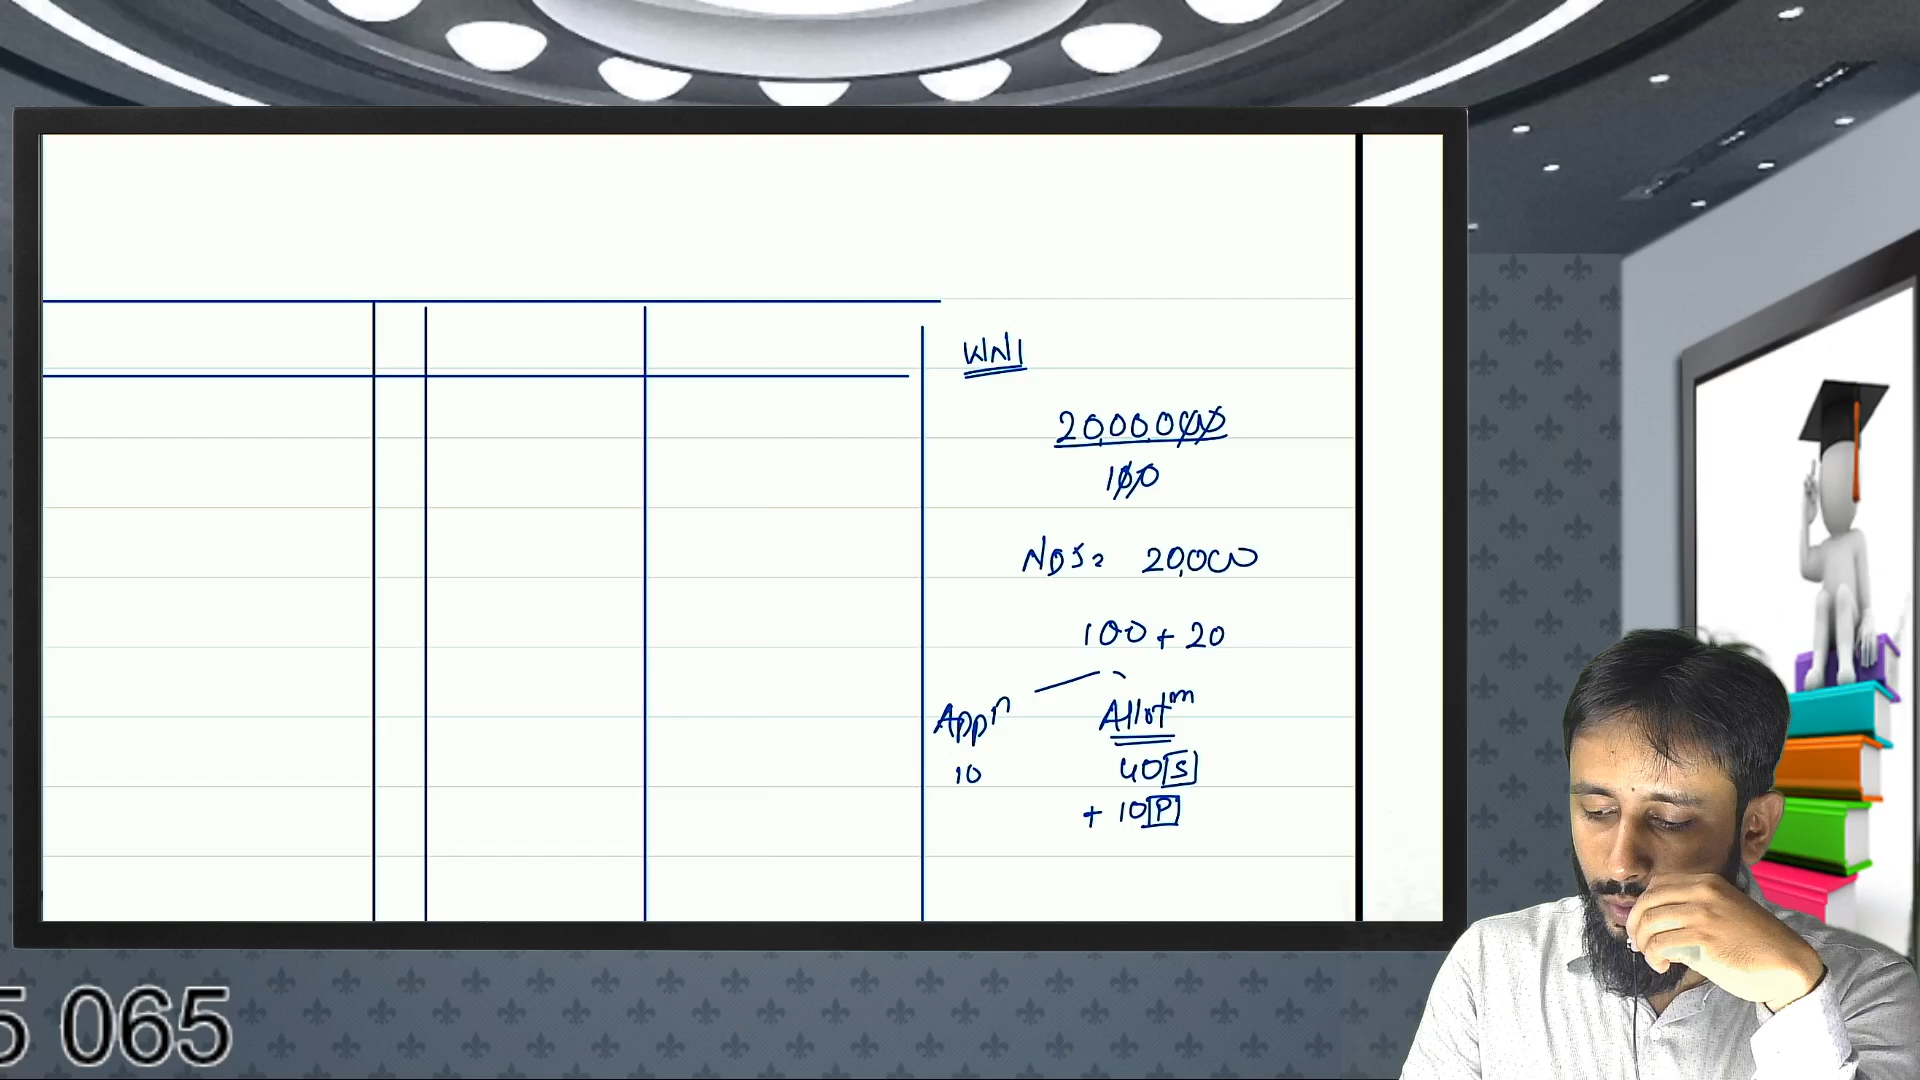 WN1
20,00,000
100
NOS = 20,000
100 + 20
Appn Allotm
10 40 S
+ 10 P
5 065